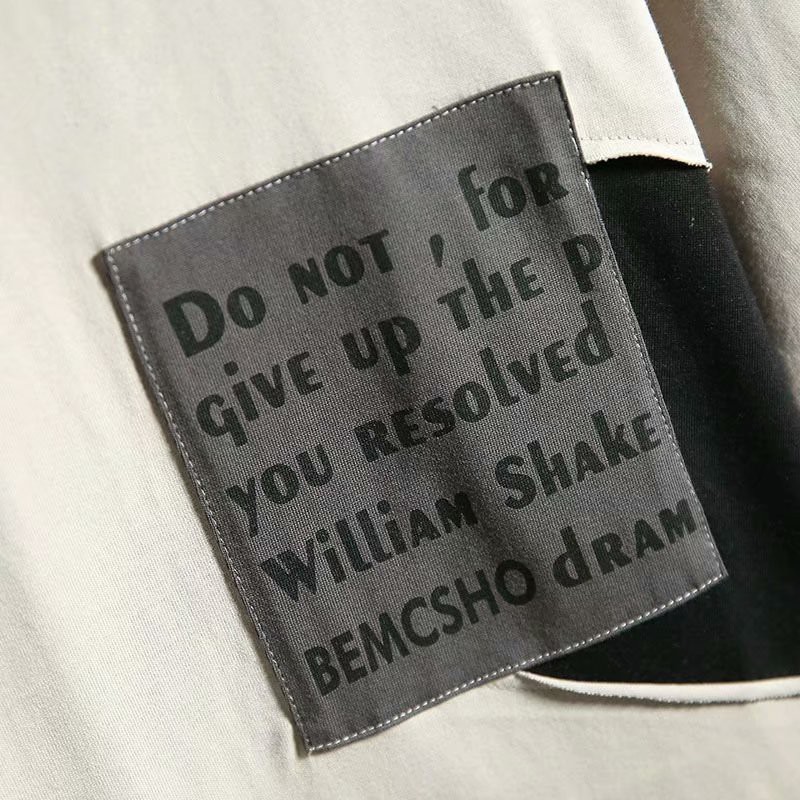 Do NOT , foR
give up the p
you Resolved
William Shake
BEMCSHO dRAM